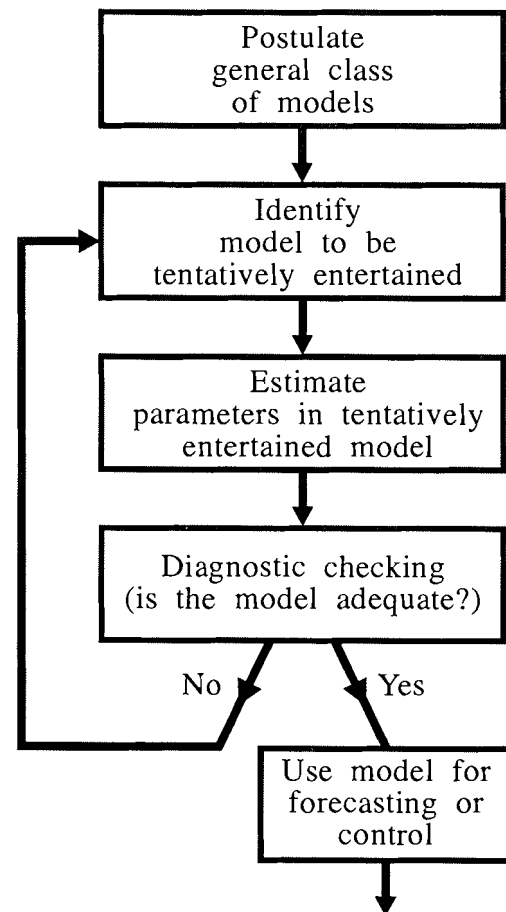 Postulate
general class
of models
Identify
model to be
tentatively entertained
Estimate
parameters in tentatively
entertained model
Diagnostic checking
(is the model adequate?)
No
Yes
Use model for
forecasting or
control